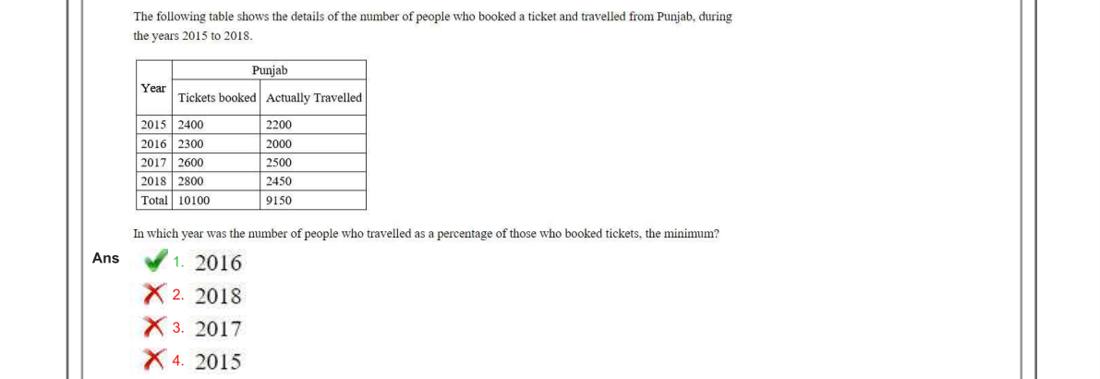 The following table shows the details of the number of people who booked a ticket and travelled from Punjab, during
the years 2015 to 2018.
Year Punjab
Tickets booked Actually Travelled
2015 2400 2200
2016 2300 2000
2017 2600 2500
2018 2800 2450
Total 10100 9150
In which year was the number of people who travelled as a percentage of those who booked tickets, the minimum?
Ans 1. 2016
2. 2018
3. 2017
4. 2015